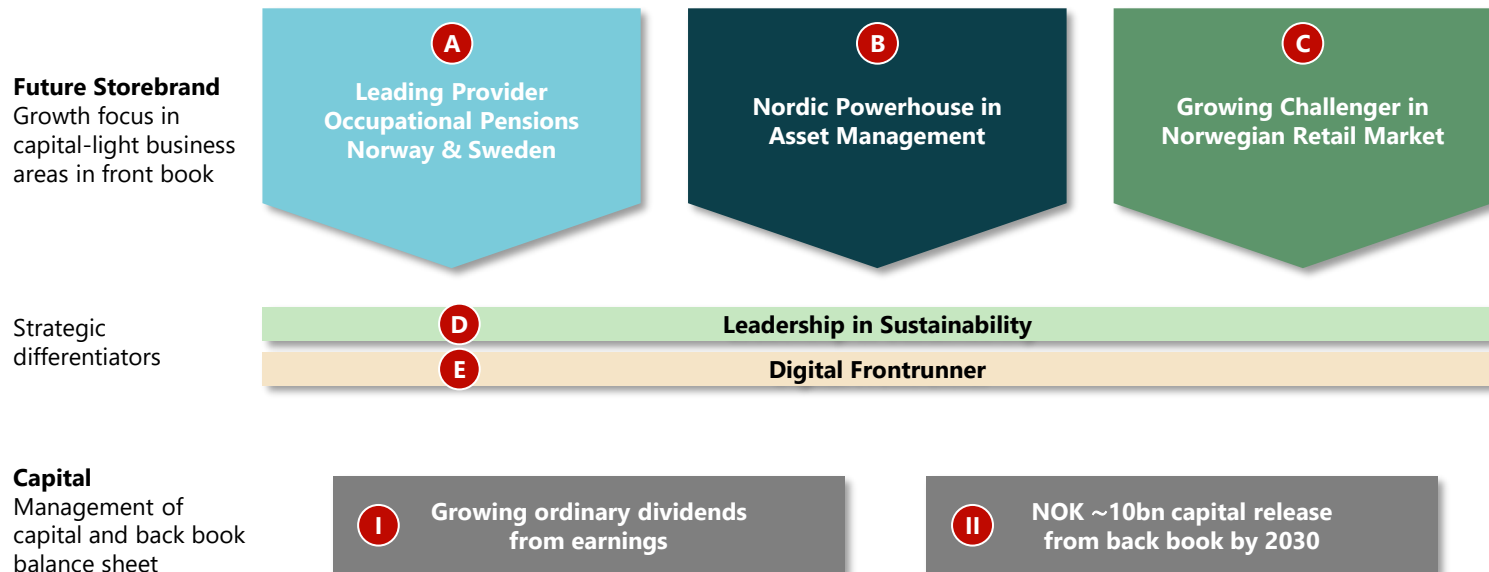 Future Storebrand
Growth focus in
capital-light business
areas in front book
A
Leading Provider
Occupational Pensions
Norway & Sweden
B
Nordic Powerhouse in
Asset Management
C
Growing Challenger in
Norwegian Retail Market
Strategic
differentiators
D
Leadership in Sustainability
E
Digital Frontrunner
Capital
Management of
capital and back book
balance sheet
I
Growing ordinary dividends
from earnings
II
NOK ~10bn capital release
from back book by 2030